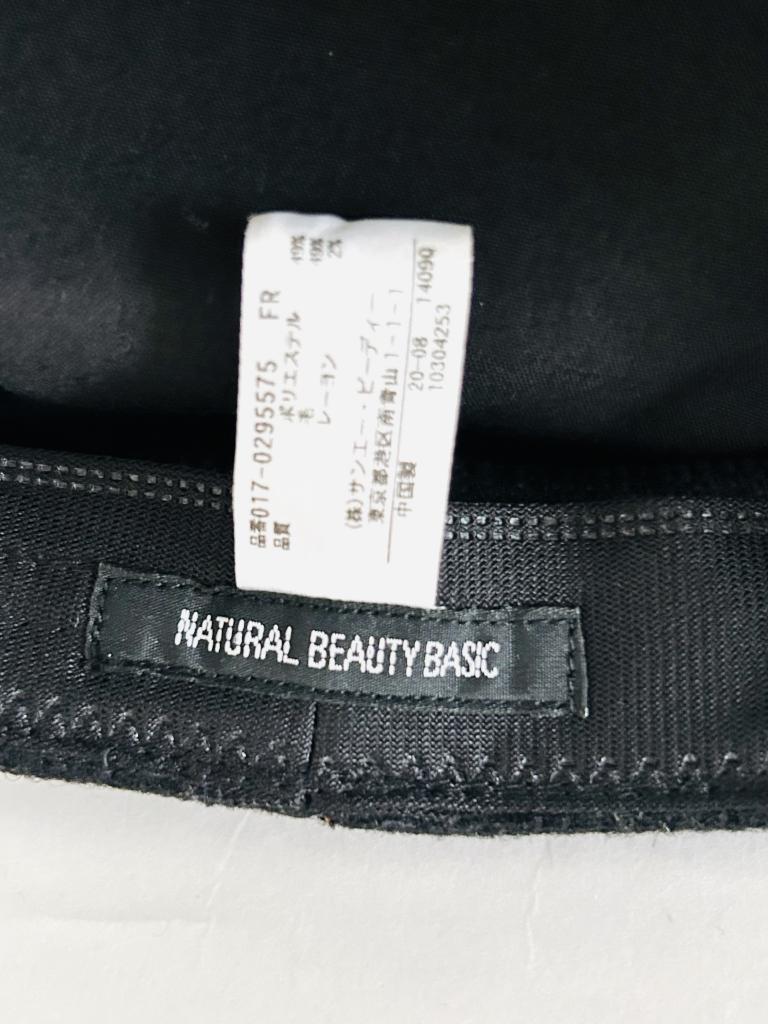 品番017-0295575 FR
品質 ポリエステル 49%
毛 49%
レーヨン 2%
(株)サンエー・ビーディー
東京都港区南青山1-1-1
中国製 20-08 14090
10304253
NATURAL BEAUTY BASIC